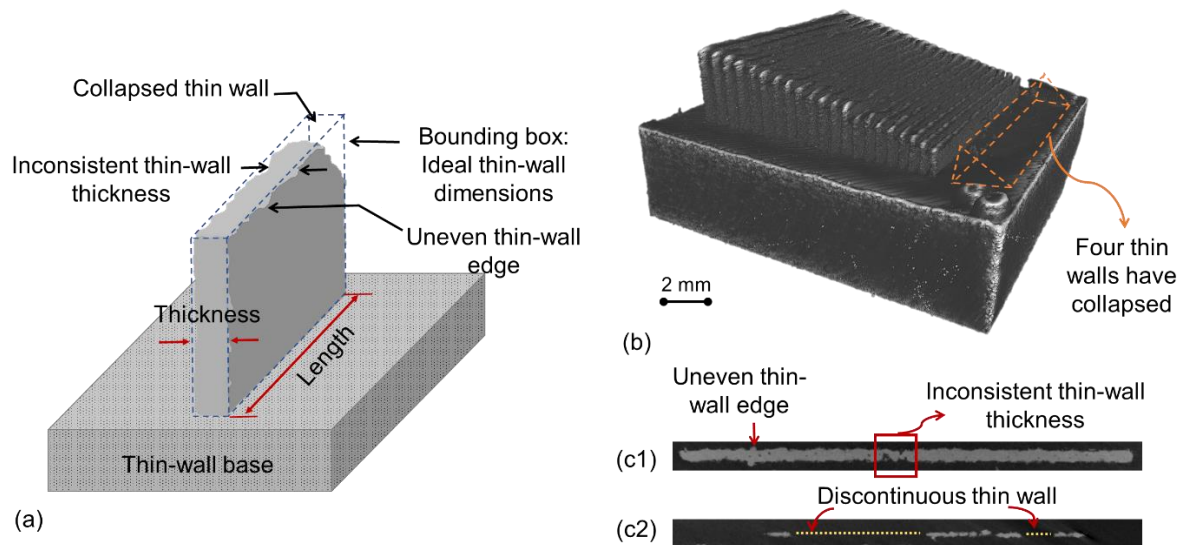 Collapsed thin wall
Inconsistent thin-wall
thickness
Bounding box:
Ideal thin-wall
dimensions
Uneven thin-wall
edge
Thickness
Length
Thin-wall base
(a)
2 mm
Four thin
walls have
collapsed
(b)
Uneven thin-
wall edge
Inconsistent thin-wall
thickness
(c1)
Discontinuous thin wall
(c2)